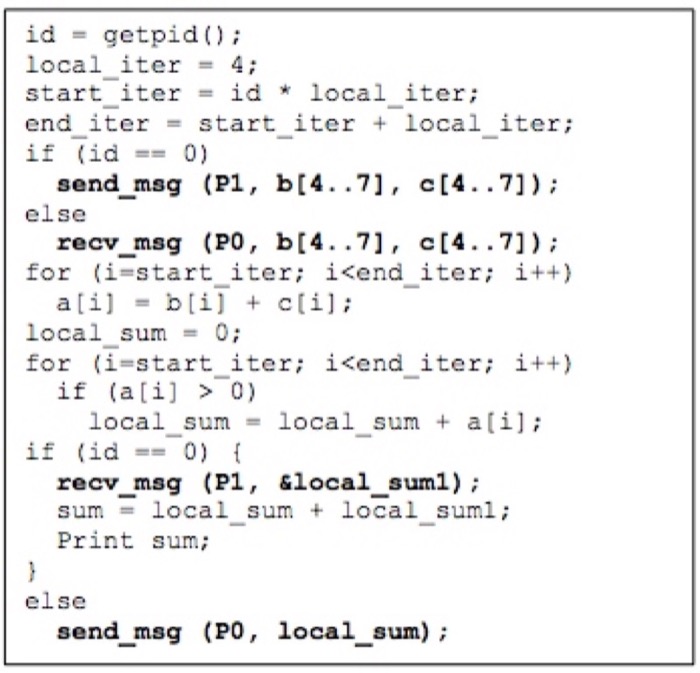 id = getpid();
local_iter = 4;
start_iter = id * local_iter;
end_iter = start_iter + local_iter;
if (id == 0)
  send_msg (P1, b[4..7], c[4..7]);
else
  recv_msg (P0, b[4..7], c[4..7]);
for (i=start_iter; i<end_iter; i++)
  a[i] = b[i] + c[i];
local_sum = 0;
for (i=start_iter; i<end_iter; i++)
  if (a[i] > 0)
    local_sum = local_sum + a[i];
if (id == 0) {
  recv_msg (P1, &local_sum1);
  sum = local_sum + local_sum1;
  Print sum;
}
else
  send_msg (P0, local_sum);